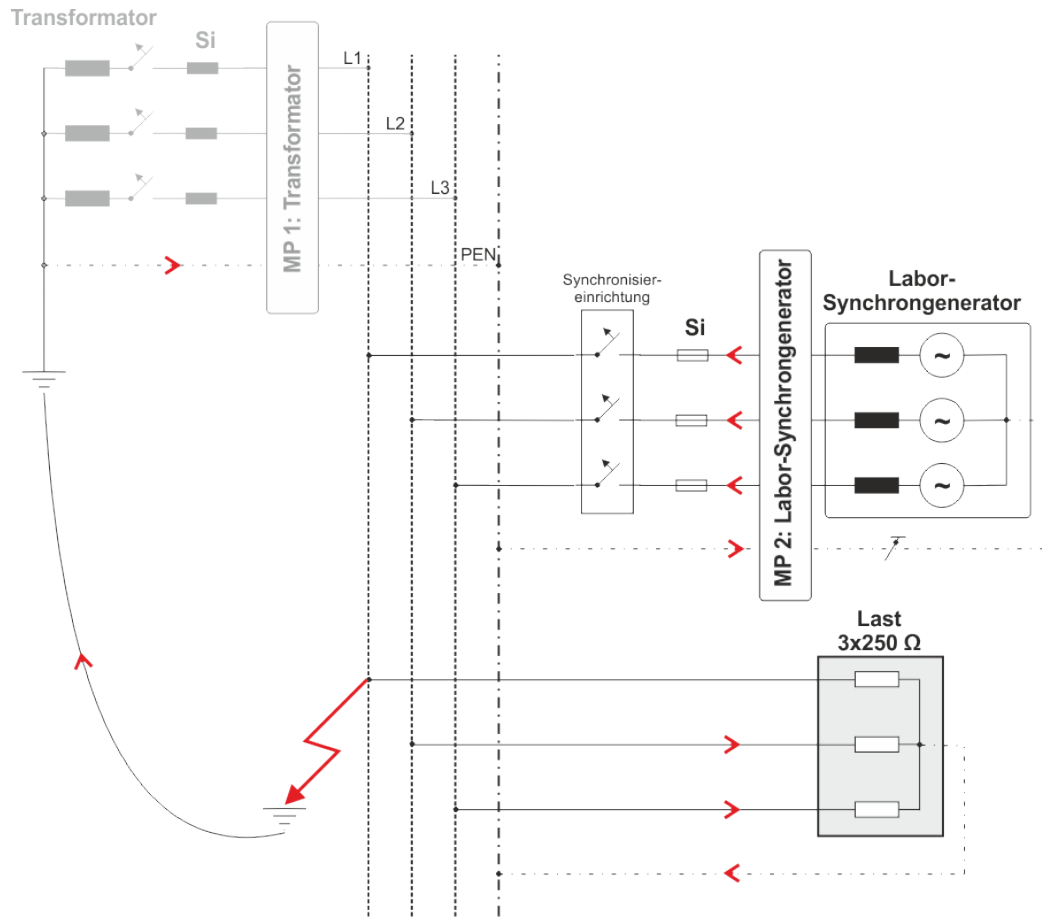 Transformator
Si
L1
L2
L3
MP 1: Transformator
PEN
Synchronisier-
einrichtung
Si
MP 2: Labor-Synchrongenerator
Labor-
Synchrongenerator
~
~
~
Last
3x250 Ω